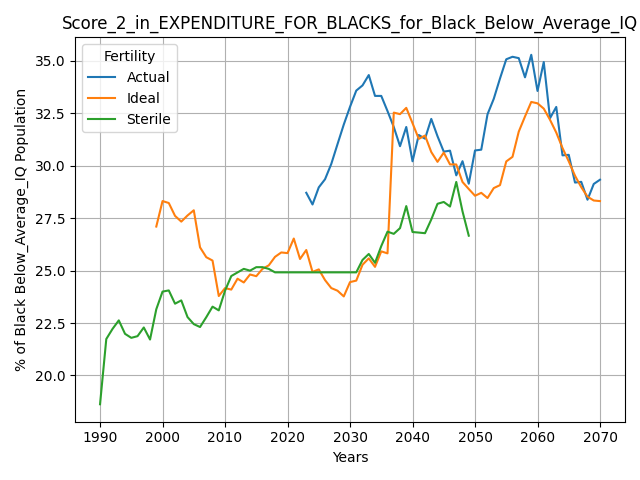 Score_2_in_EXPENDITURE_FOR_BLACKS_for_Black_Below_Average_IQ
Fertility
Actual
Ideal
Sterile
% of Black Below_Average_IQ Population
35.0
32.5
30.0
27.5
25.0
22.5
20.0
1990 2000 2010 2020 2030 2040 2050 2060 2070
Years